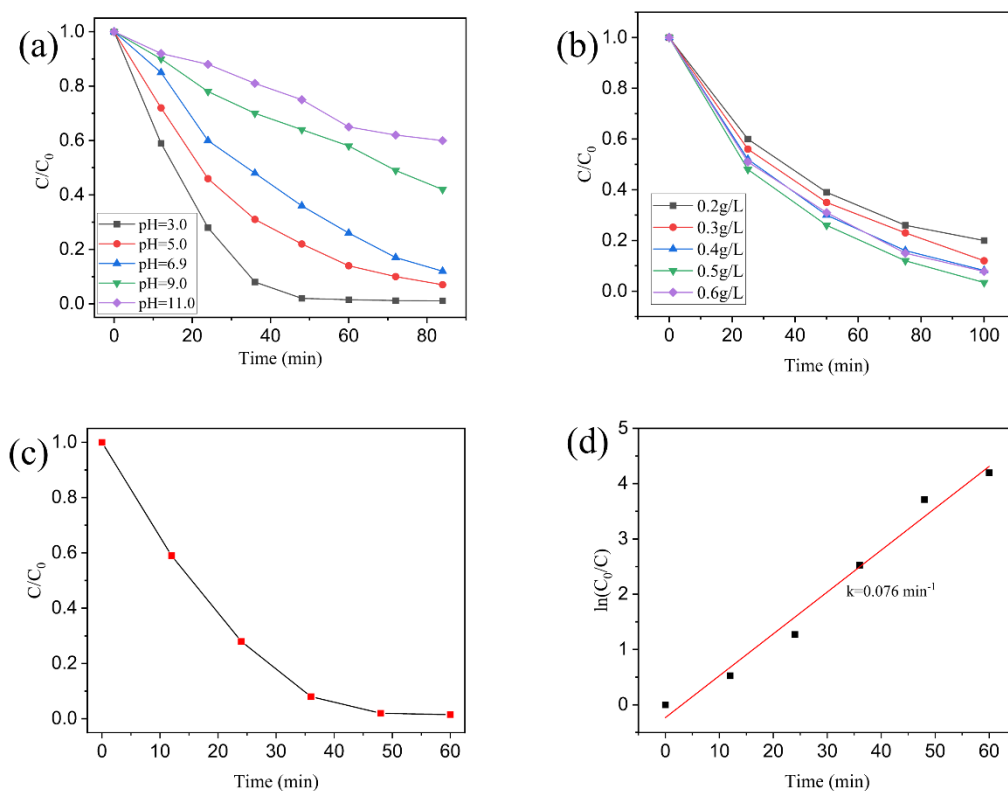 (a)
1.0
0.8
0.6
0.4
0.2
0.0
C/C₀
pH=3.0
pH=5.0
pH=6.9
pH=9.0
pH=11.0
0 20 40 60 80
Time (min)
(b)
1.0
0.8
0.6
0.4
0.2
0.0
C/C₀
0.2g/L
0.3g/L
0.4g/L
0.5g/L
0.6g/L
0 20 40 60 80 100
Time (min)
(c)
1.0
0.8
0.6
0.4
0.2
0.0
C/C₀
0 10 20 30 40 50 60
Time (min)
(d)
5
4
3
2
1
0
ln(C₀/C)
k=0.076 min⁻¹
0 10 20 30 40 50 60
Time (min)